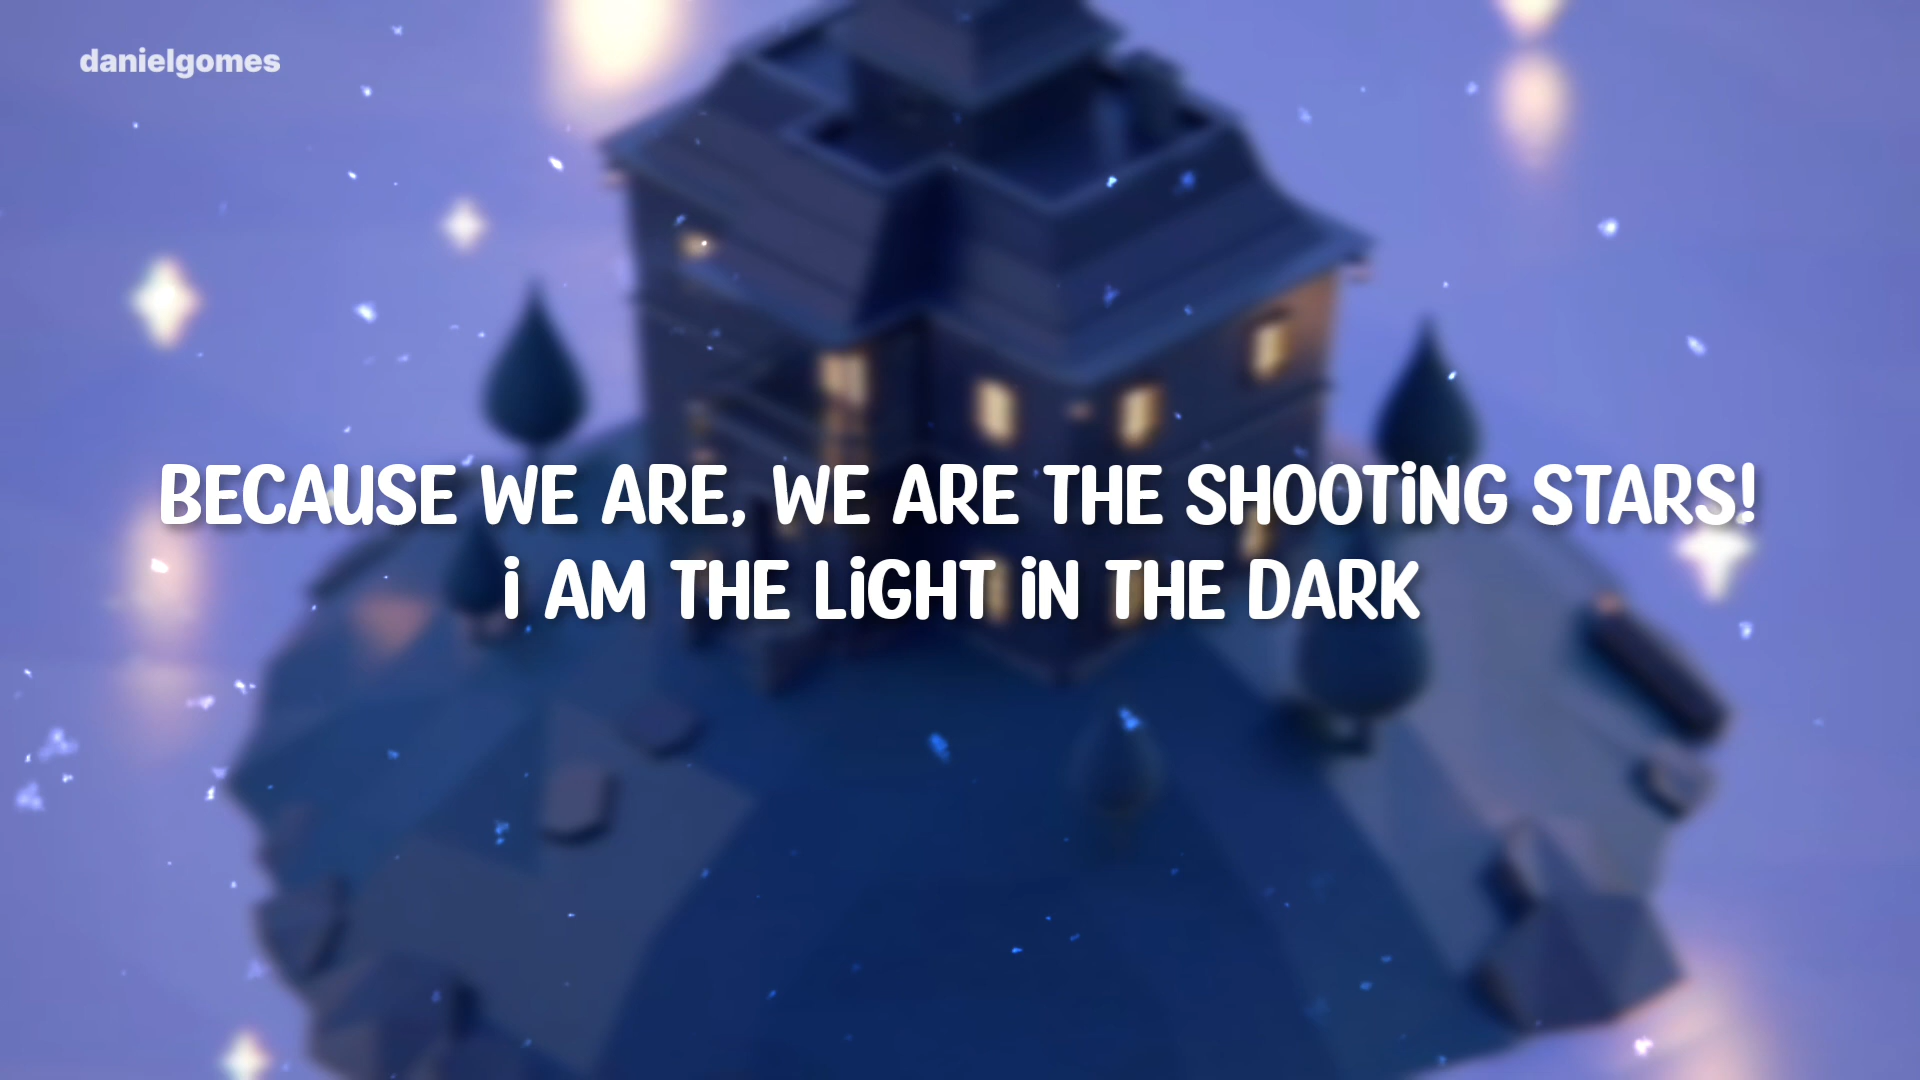 danielgomes
BECAUSE WE ARE, WE ARE THE SHOOTiNG STARS!
i AM THE LiGHT iN THE DARK